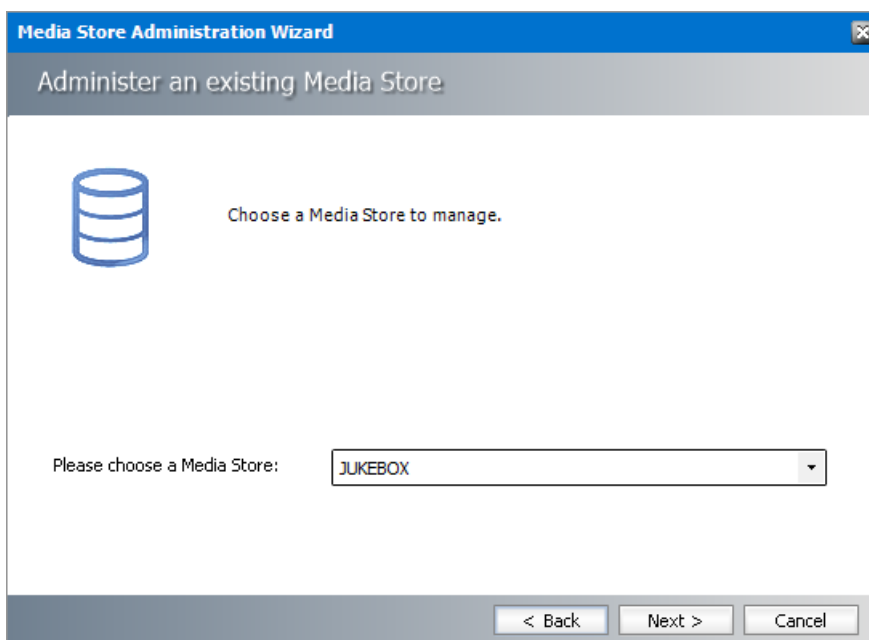 Media Store Administration Wizard
Administer an existing Media Store
Choose a Media Store to manage.
Please choose a Media Store: JUKEBOX
< Back Next > Cancel